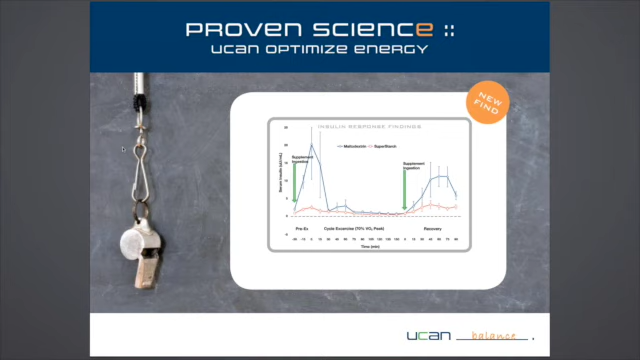 PROVEN SCIENCE ::
UCAN OPTIMIZE ENERGY
NEW
FIND
INSULIN RESPONSE FINDINGS
Maltodextrin
SuperStarch
Supplement
Ingestion
Supplement
Ingestion
Pre-Ex
Cycle Excercise (70% VO₂ Peak)
Recovery
Time (min)
ucan balance